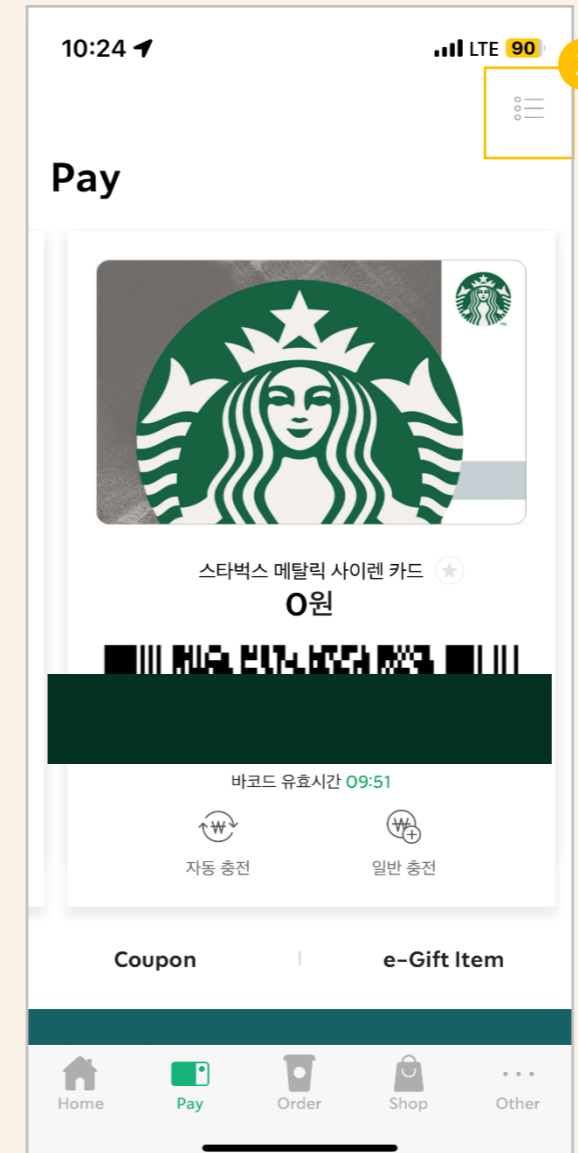 10:24
LTE 90
Pay
스타벅스 메탈릭 사이렌 카드
0원
바코드 유효시간 09:51
자동 충전 일반 충전
Coupon e-Gift Item
Home Pay Order Shop Other